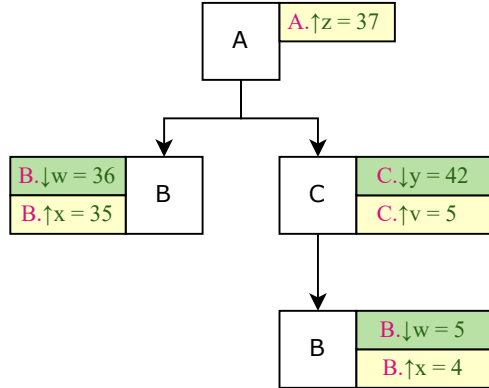 A
A.↑z = 37
B.↓w = 36
B.↑x = 35
B
C
C.↓y = 42
C.↑v = 5
B
B.↓w = 5
B.↑x = 4